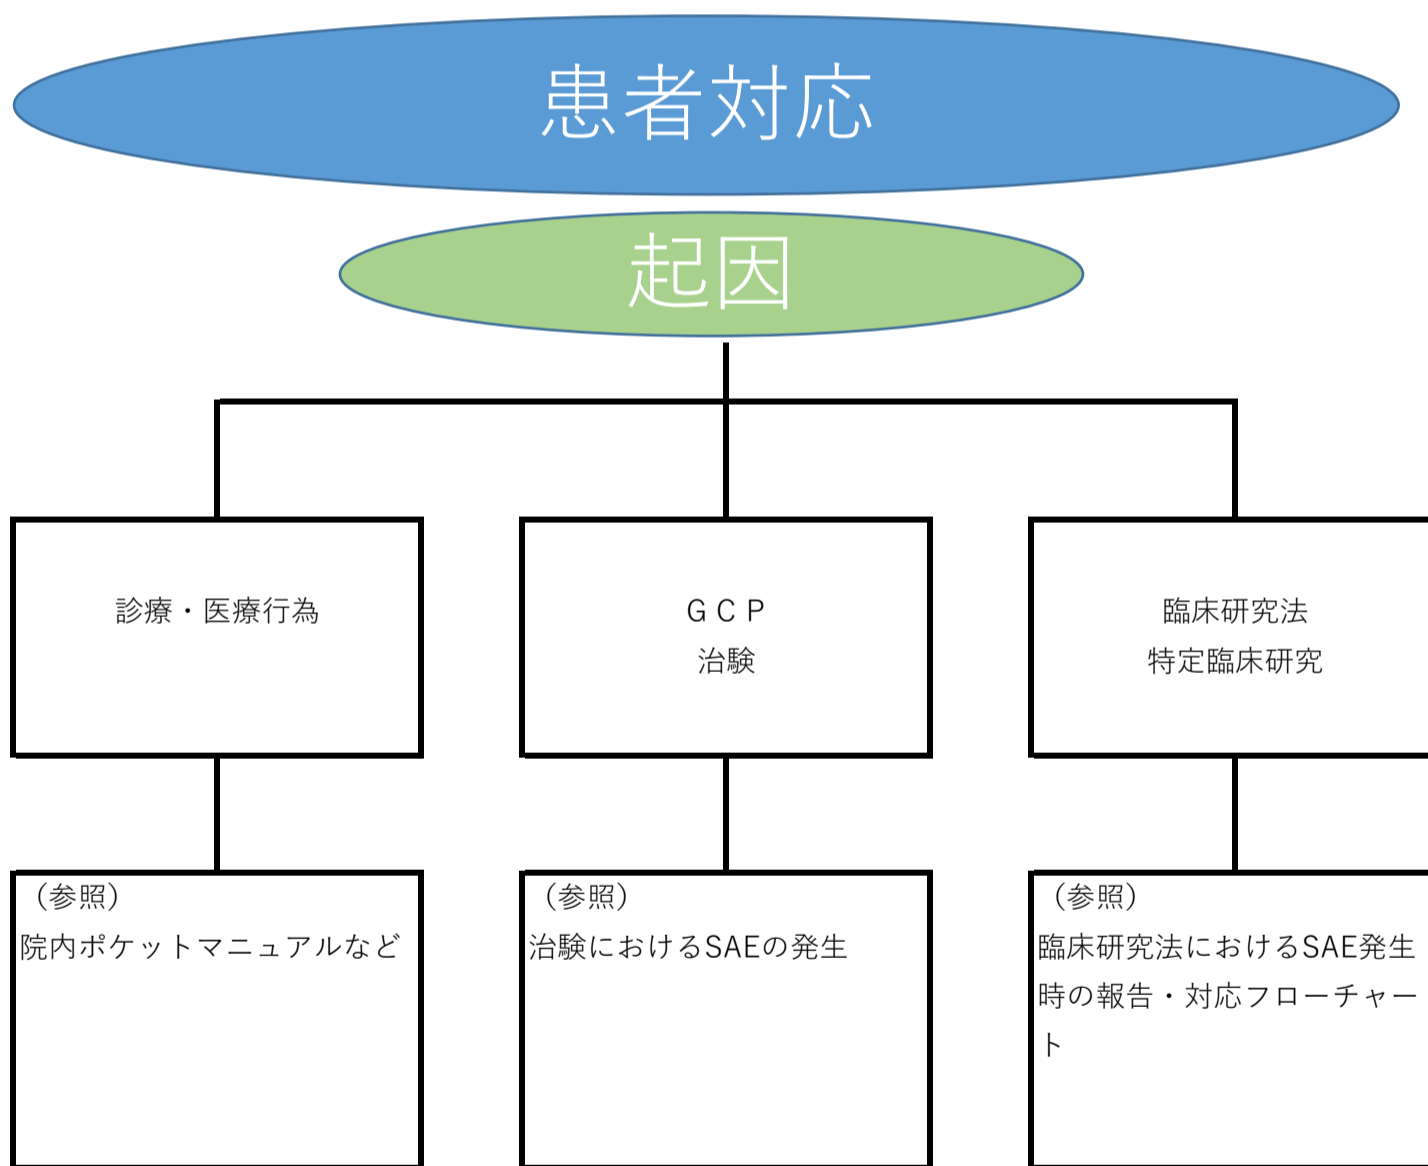 患者対応
起因
診療・医療行為
ＧＣＰ
治験
臨床研究法
特定臨床研究
（参照）
院内ポケットマニュアルなど
（参照）
治験におけるSAEの発生
（参照）
臨床研究法におけるSAE発生
時の報告・対応フローチャー
ト